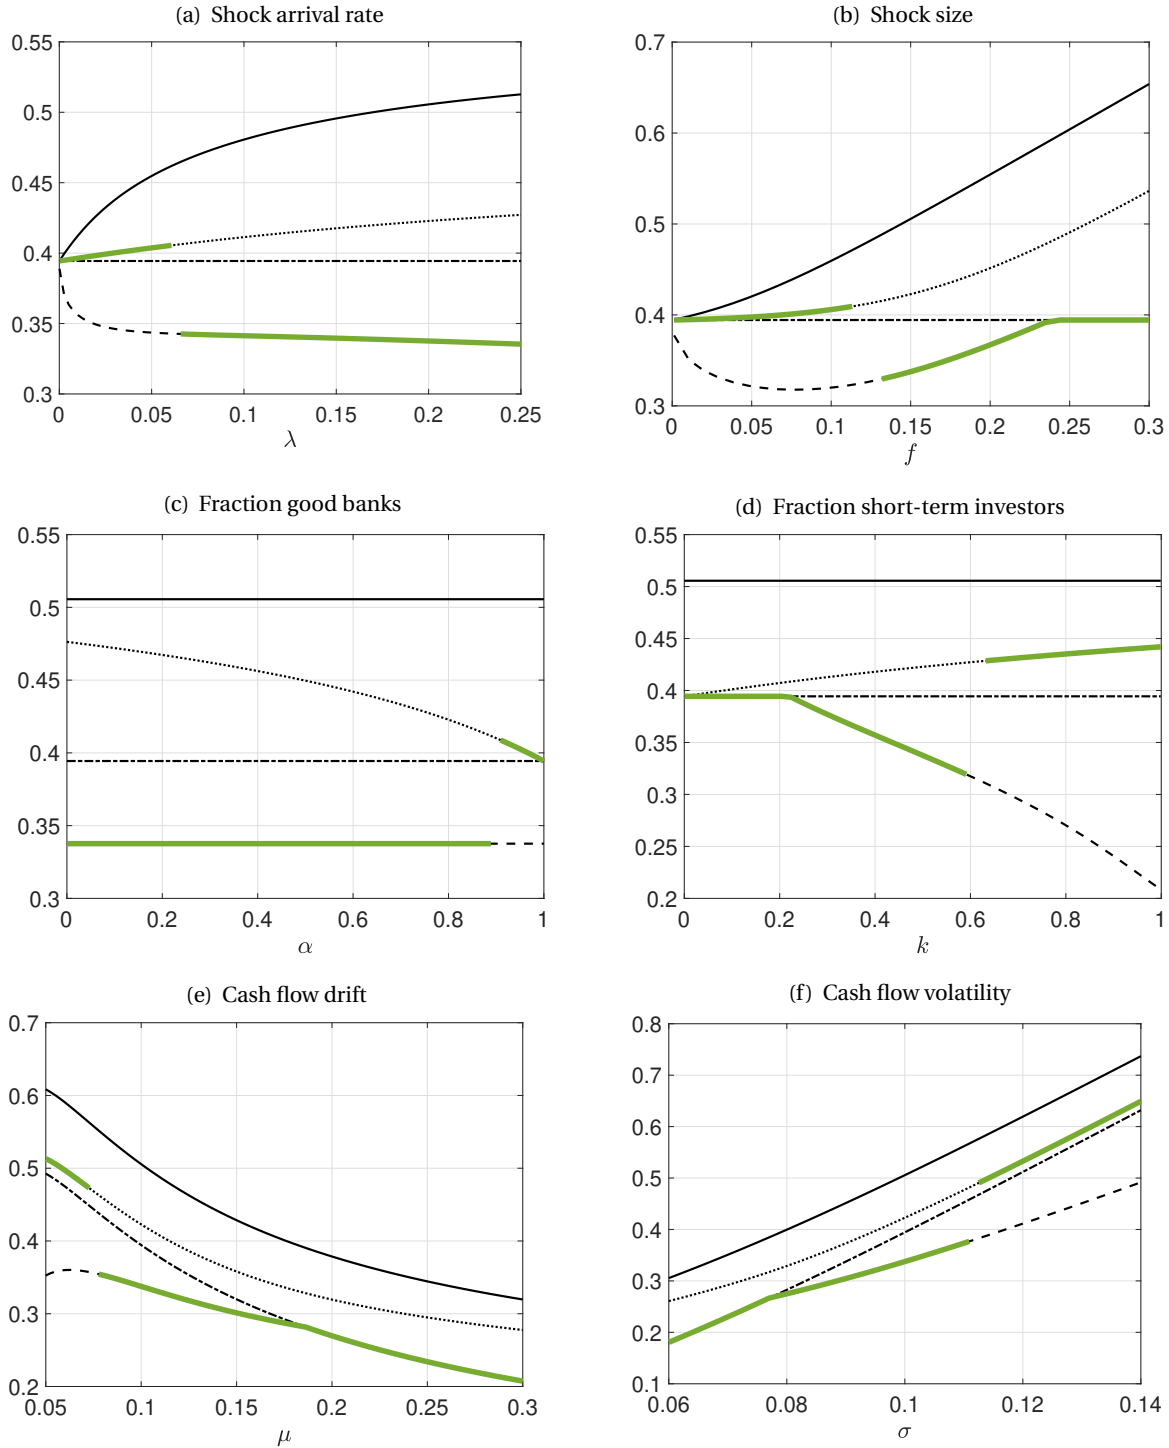 (a) Shock arrival rate
0.55
0.5
0.45
0.4
0.35
0.3
0 0.05 0.1 0.15 0.2 0.25
λ
(b) Shock size
0.7
0.6
0.5
0.4
0.3
0 0.05 0.1 0.15 0.2 0.25 0.3
f
(c) Fraction good banks
0.55
0.5
0.45
0.4
0.35
0.3
0 0.2 0.4 0.6 0.8 1
α
(d) Fraction short-term investors
0.55
0.5
0.45
0.4
0.35
0.3
0.25
0.2
0 0.2 0.4 0.6 0.8 1
k
(e) Cash flow drift
0.7
0.6
0.5
0.4
0.3
0.2
0.05 0.1 0.15 0.2 0.25 0.3
μ
(f) Cash flow volatility
0.8
0.7
0.6
0.5
0.4
0.3
0.2
0.1
0.06 0.08 0.1 0.12 0.14
σ